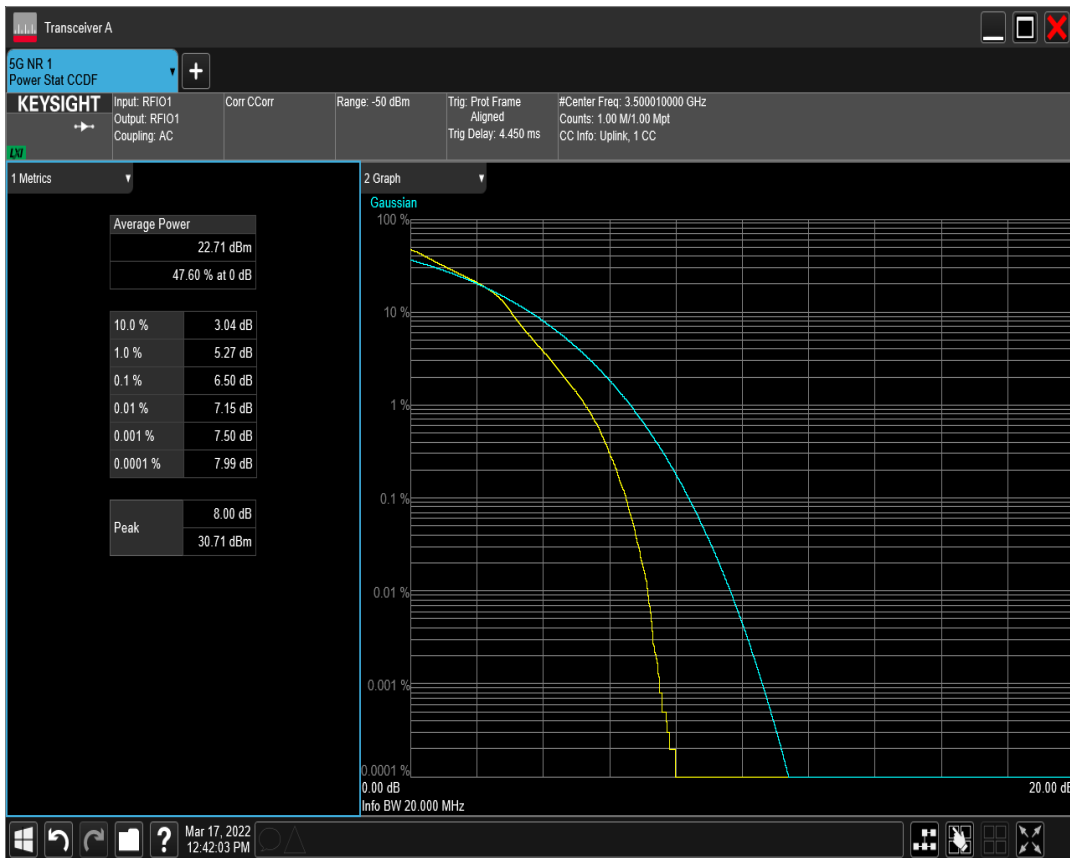 Transceiver A
5G NR 1
Power Stat CCDF
KEYSIGHT
LXI
Input: RFIO1
Output: RFIO1
Coupling: AC
Corr CCorr
Range: -50 dBm
Trig: Prot Frame
Aligned
Trig Delay: 4.450 ms
#Center Freq: 3.500010000 GHz
Counts: 1.00 M/1.00 Mpt
CC Info: Uplink, 1 CC
1 Metrics
Average Power
22.71 dBm
47.60 % at 0 dB
10.0 % 3.04 dB
1.0 % 5.27 dB
0.1 % 6.50 dB
0.01 % 7.15 dB
0.001 % 7.50 dB
0.0001 % 7.99 dB
Peak
8.00 dB
30.71 dBm
2 Graph
Gaussian
100 %
10 %
1 %
0.1 %
0.01 %
0.001 %
0.0001 %
0.00 dB 20.00 dB
Info BW 20.000 MHz
?
Mar 17, 2022
12:42:03 PM